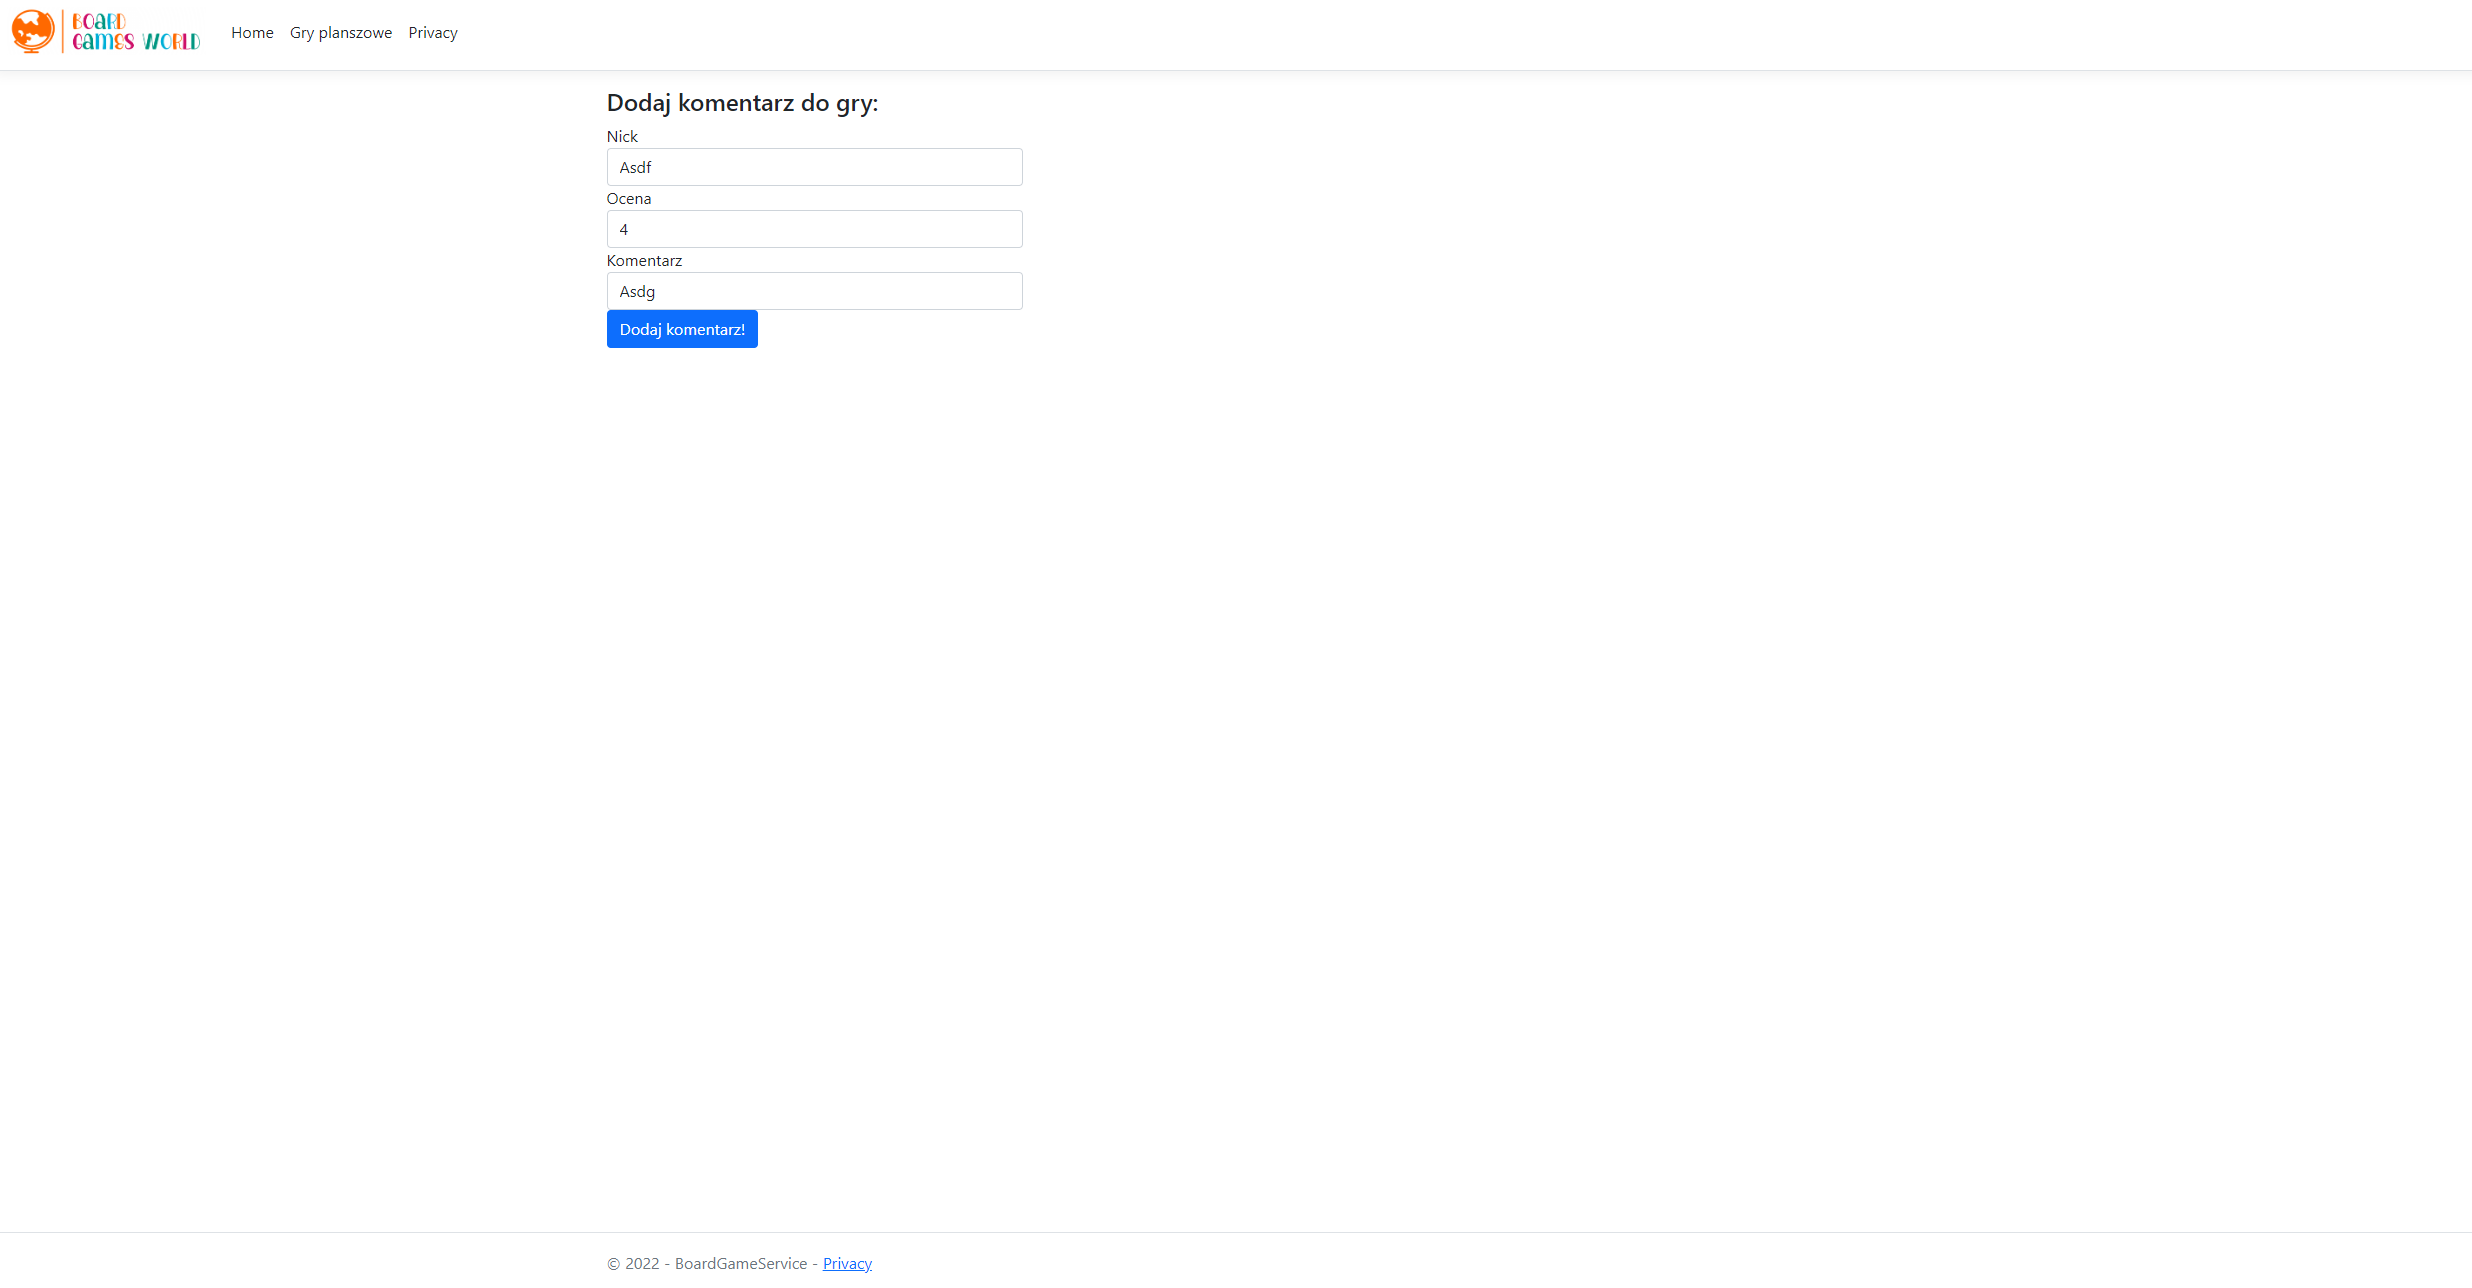 BOARD
GAMES WORLD
Home Gry planszowe Privacy
Dodaj komentarz do gry:
Nick
Asdf
Ocena
4
Komentarz
Asdg
Dodaj komentarz!
© 2022 - BoardGameService - Privacy